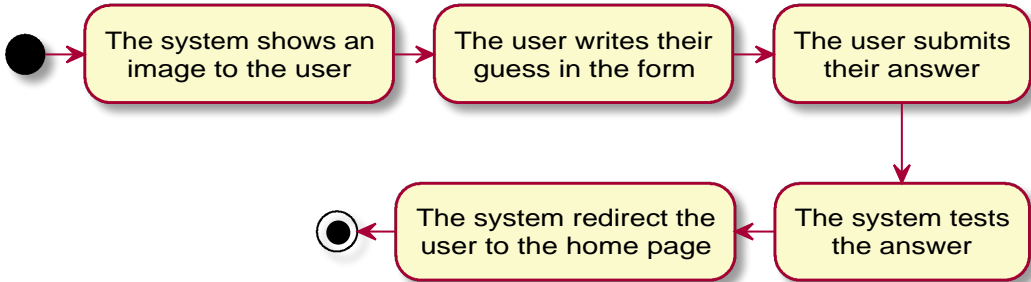 The system shows an
image to the user
The user writes their
guess in the form
The user submits
their answer
The system tests
the answer
The system redirect the
user to the home page